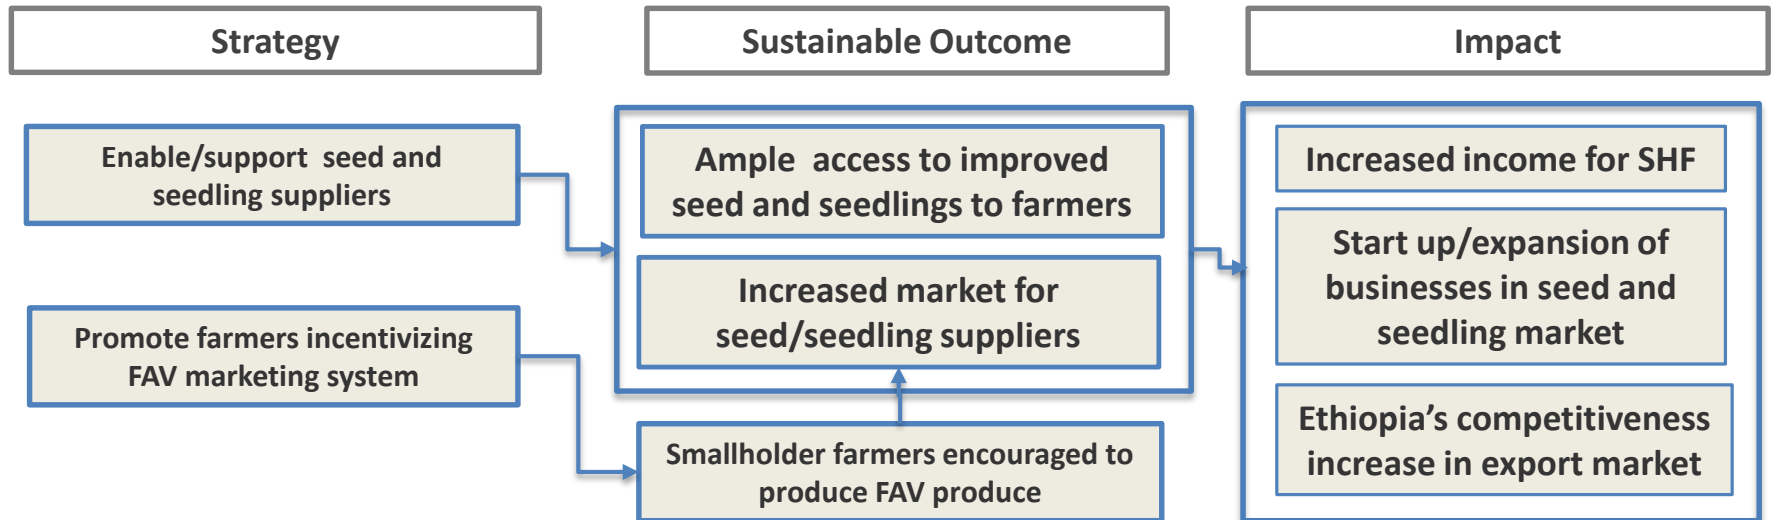 Strategy
Sustainable Outcome
Impact
Enable/support seed and
seedling suppliers
Promote farmers incentivizing
FAV marketing system
Ample access to improved
seed and seedlings to farmers
Increased market for
seed/seedling suppliers
Smallholder farmers encouraged to
produce FAV produce
Increased income for SHF
Start up/expansion of
businesses in seed and
seedling market
Ethiopia’s competitiveness
increase in export market